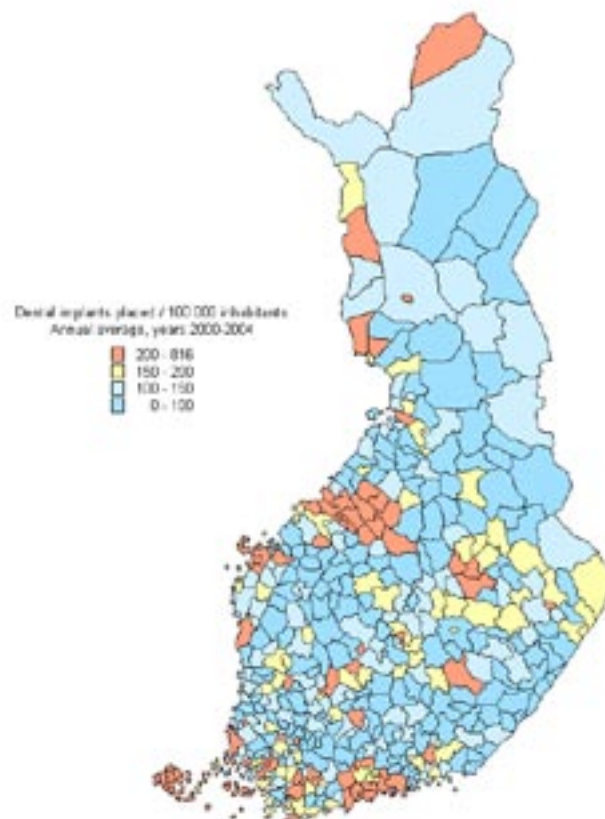 Dental implants placed / 100 000 inhabitants
Annual average, years 2000-2004
200 - 816
150 - 200
100 - 150
0 - 100